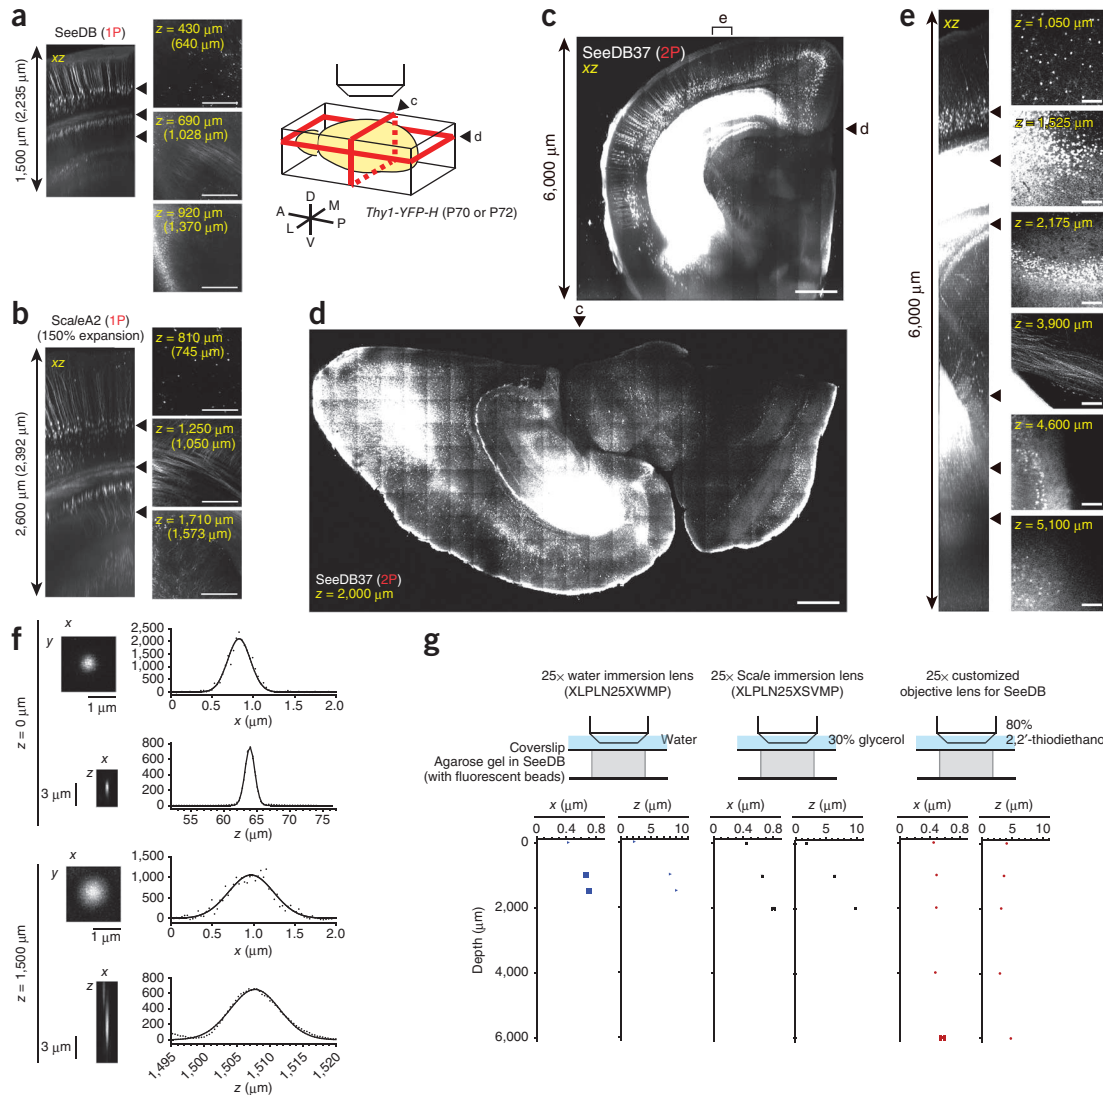 a
SeeDB (1P)
xz
1,500 µm (2,235 µm)
z = 430 µm
(640 µm)
z = 690 µm
(1,028 µm)
z = 920 µm
(1,370 µm)
c
d
D
M
A
P
L
V
Thy1-YFP-H (P70 or P72)
b
ScaleA2 (1P)
(150% expansion)
xz
2,600 µm (2,392 µm)
z = 810 µm
(745 µm)
z = 1,250 µm
(1,050 µm)
z = 1,710 µm
(1,573 µm)
c
e
SeeDB37 (2P)
xz
6,000 µm
d
d
c
SeeDB37 (2P)
z = 2,000 µm
e
6,000 µm
z = 1,050 µm
z = 1,525 µm
z = 2,175 µm
z = 3,900 µm
z = 4,600 µm
z = 5,100 µm
f
z = 0 µm
x
y
1 µm
2,500
2,000
1,500
1,000
500
0
0 0.5 1.0 1.5 2.0
x (µm)
x
z
3 µm
800
600
400
200
0
55 60 65 70 75
z (µm)
z = 1,500 µm
x
y
1 µm
1,500
1,000
500
0
0 0.5 1.0 1.5 2.0
x (µm)
x
z
3 µm
800
600
400
200
0
1,495 1,500 1,505 1,510 1,515 1,520
z (µm)
g
25× water immersion lens
(XLPLN25XWMP)
25× Scale immersion lens
(XLPLN25XSVMP)
25× customized
objective lens for SeeDB
Coverslip
Agarose gel in SeeDB
(with fluorescent beads)
Water
30% glycerol
80%
2,2′-thiodiethano
x (µm) z (µm) x (µm) z (µm) x (µm) z (µm)
0 0.4 0.8 0 5 10 0 0.4 0.8 0 5 10 0 0.4 0.8 0 5 10
Depth (µm)
0
2,000
4,000
6,000